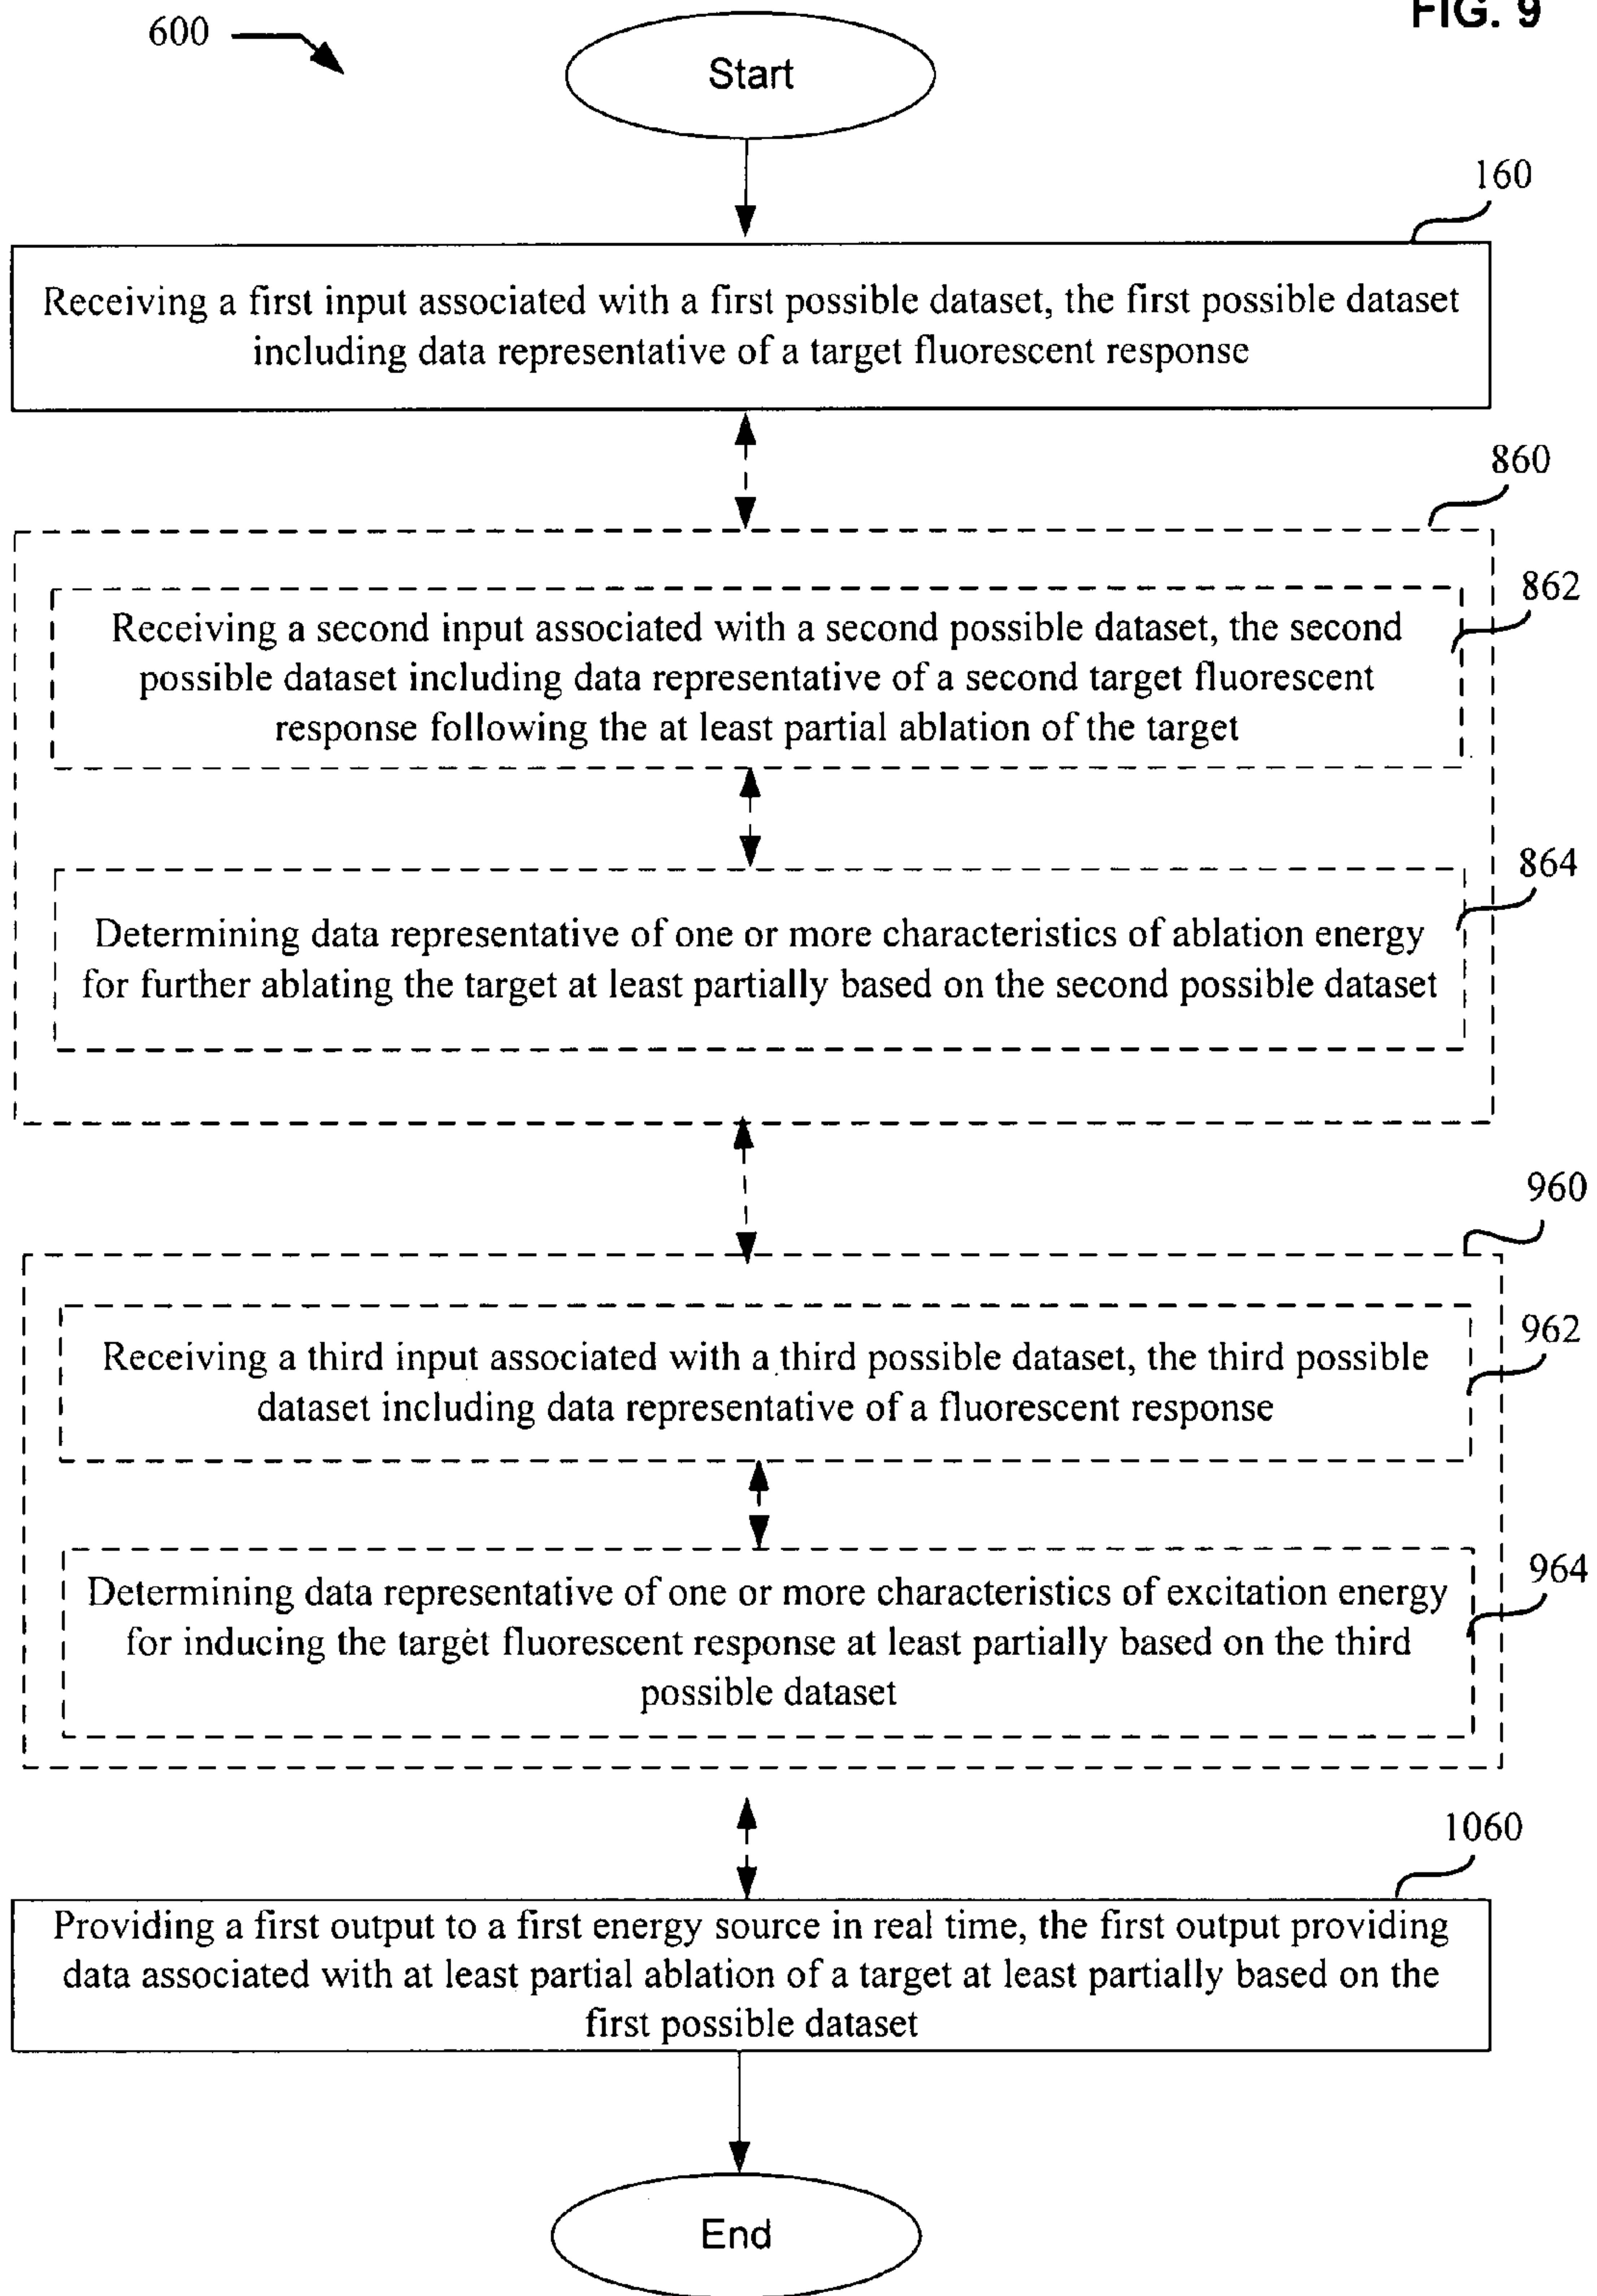 FIG. 9
600
Start
160
Receiving a first input associated with a first possible dataset, the first possible dataset
including data representative of a target fluorescent response
860
862
Receiving a second input associated with a second possible dataset, the second
possible dataset including data representative of a second target fluorescent
response following the at least partial ablation of the target
864
Determining data representative of one or more characteristics of ablation energy
for further ablating the target at least partially based on the second possible dataset
960
962
Receiving a third input associated with a third possible dataset, the third possible
dataset including data representative of a fluorescent response
964
Determining data representative of one or more characteristics of excitation energy
for inducing the target fluorescent response at least partially based on the third
possible dataset
1060
Providing a first output to a first energy source in real time, the first output providing
data associated with at least partial ablation of a target at least partially based on the
first possible dataset
End